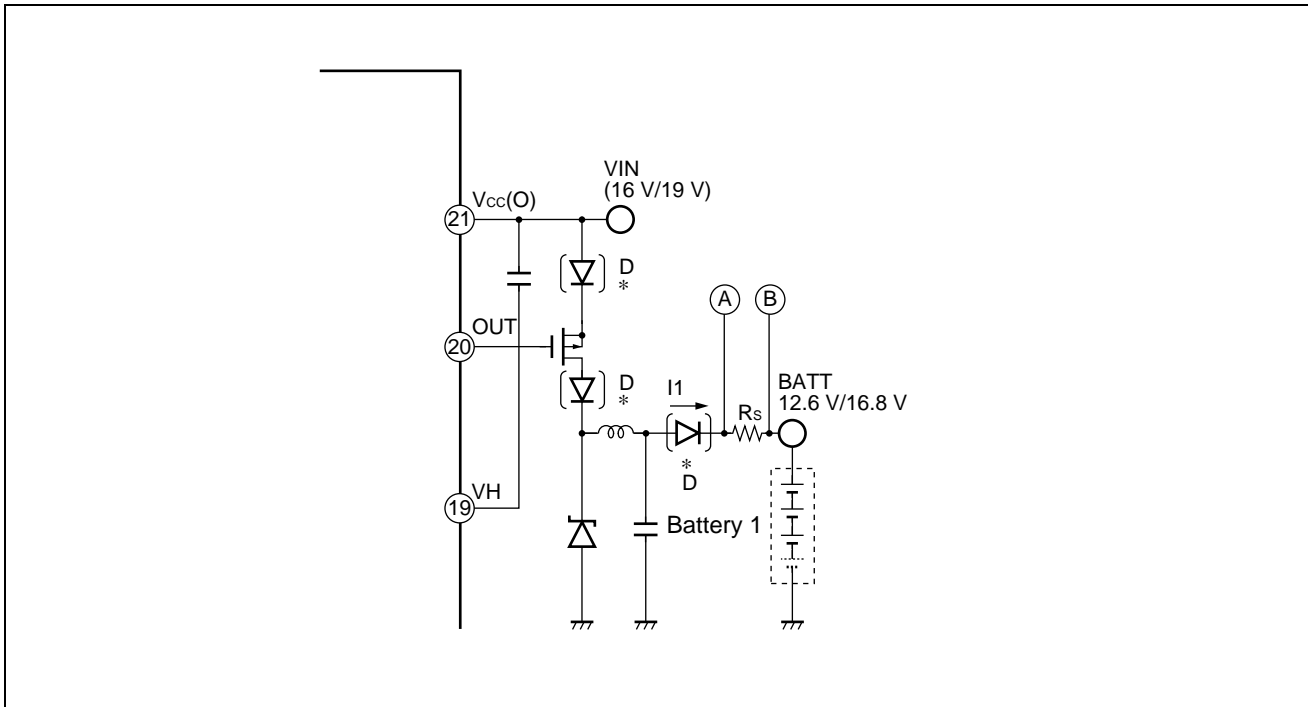 VIN
(16 V/19 V)
21
VCC(O)
D
*
A
B
20
OUT
D
*
I1
BATT
12.6 V/16.8 V
RS
*
D
19
VH
Battery 1